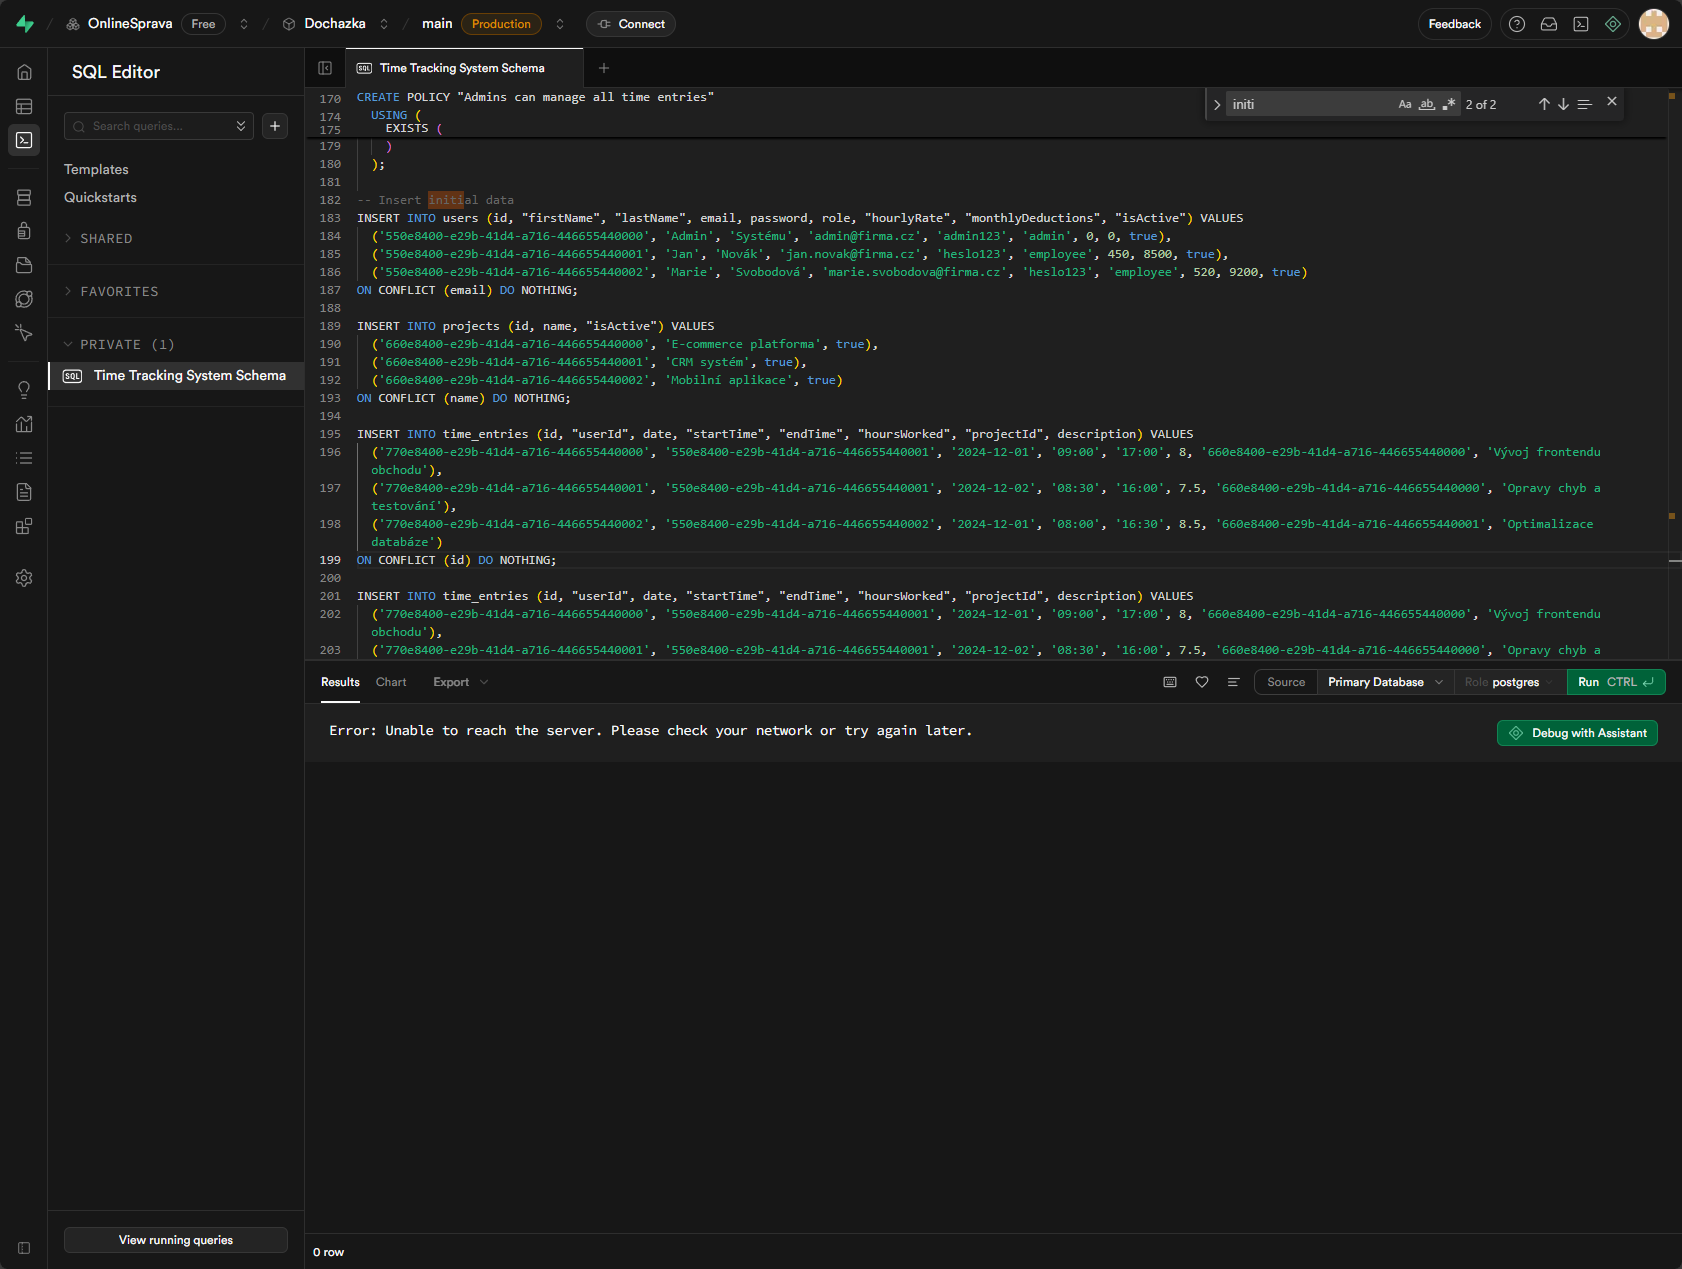 OnlineSprava Free Dochazka main Production Connect Feedback
SQL Editor
Search queries...
Templates
Quickstarts
SHARED
FAVORITES
PRIVATE (1)
SQL Time Tracking System Schema
View running queries
SQL Time Tracking System Schema
initi Aa ab 2 of 2
170 CREATE POLICY "Admins can manage all time entries"
174 USING (
175 EXISTS (
179 )
180 );
181
182 -- Insert initial data
183 INSERT INTO users (id, "firstName", "lastName", email, password, role, "hourlyRate", "monthlyDeductions", "isActive") VALUES
184 ('550e8400-e29b-41d4-a716-446655440000', 'Admin', 'Systému', 'admin@firma.cz', 'admin123', 'admin', 0, 0, true),
185 ('550e8400-e29b-41d4-a716-446655440001', 'Jan', 'Novák', 'jan.novak@firma.cz', 'heslo123', 'employee', 450, 8500, true),
186 ('550e8400-e29b-41d4-a716-446655440002', 'Marie', 'Svobodová', 'marie.svobodova@firma.cz', 'heslo123', 'employee', 520, 9200, true)
187 ON CONFLICT (email) DO NOTHING;
188
189 INSERT INTO projects (id, name, "isActive") VALUES
190 ('660e8400-e29b-41d4-a716-446655440000', 'E-commerce platforma', true),
191 ('660e8400-e29b-41d4-a716-446655440001', 'CRM systém', true),
192 ('660e8400-e29b-41d4-a716-446655440002', 'Mobilní aplikace', true)
193 ON CONFLICT (name) DO NOTHING;
194
195 INSERT INTO time_entries (id, "userId", date, "startTime", "endTime", "hoursWorked", "projectId", description) VALUES
196 ('770e8400-e29b-41d4-a716-446655440000', '550e8400-e29b-41d4-a716-446655440001', '2024-12-01', '09:00', '17:00', 8, '660e8400-e29b-41d4-a716-446655440000', 'Vývoj frontendu
obchodu'),
197 ('770e8400-e29b-41d4-a716-446655440001', '550e8400-e29b-41d4-a716-446655440001', '2024-12-02', '08:30', '16:00', 7.5, '660e8400-e29b-41d4-a716-446655440000', 'Opravy chyb a
testování'),
198 ('770e8400-e29b-41d4-a716-446655440002', '550e8400-e29b-41d4-a716-446655440002', '2024-12-01', '08:00', '16:30', 8.5, '660e8400-e29b-41d4-a716-446655440001', 'Optimalizace
databáze')
199 ON CONFLICT (id) DO NOTHING;
200
201 INSERT INTO time_entries (id, "userId", date, "startTime", "endTime", "hoursWorked", "projectId", description) VALUES
202 ('770e8400-e29b-41d4-a716-446655440000', '550e8400-e29b-41d4-a716-446655440001', '2024-12-01', '09:00', '17:00', 8, '660e8400-e29b-41d4-a716-446655440000', 'Vývoj frontendu
obchodu'),
203 ('770e8400-e29b-41d4-a716-446655440001', '550e8400-e29b-41d4-a716-446655440001', '2024-12-02', '08:30', '16:00', 7.5, '660e8400-e29b-41d4-a716-446655440000', 'Opravy chyb a
Results Chart Export Source Primary Database Role postgres Run CTRL
Error: Unable to reach the server. Please check your network or try again later.
Debug with Assistant
0 row